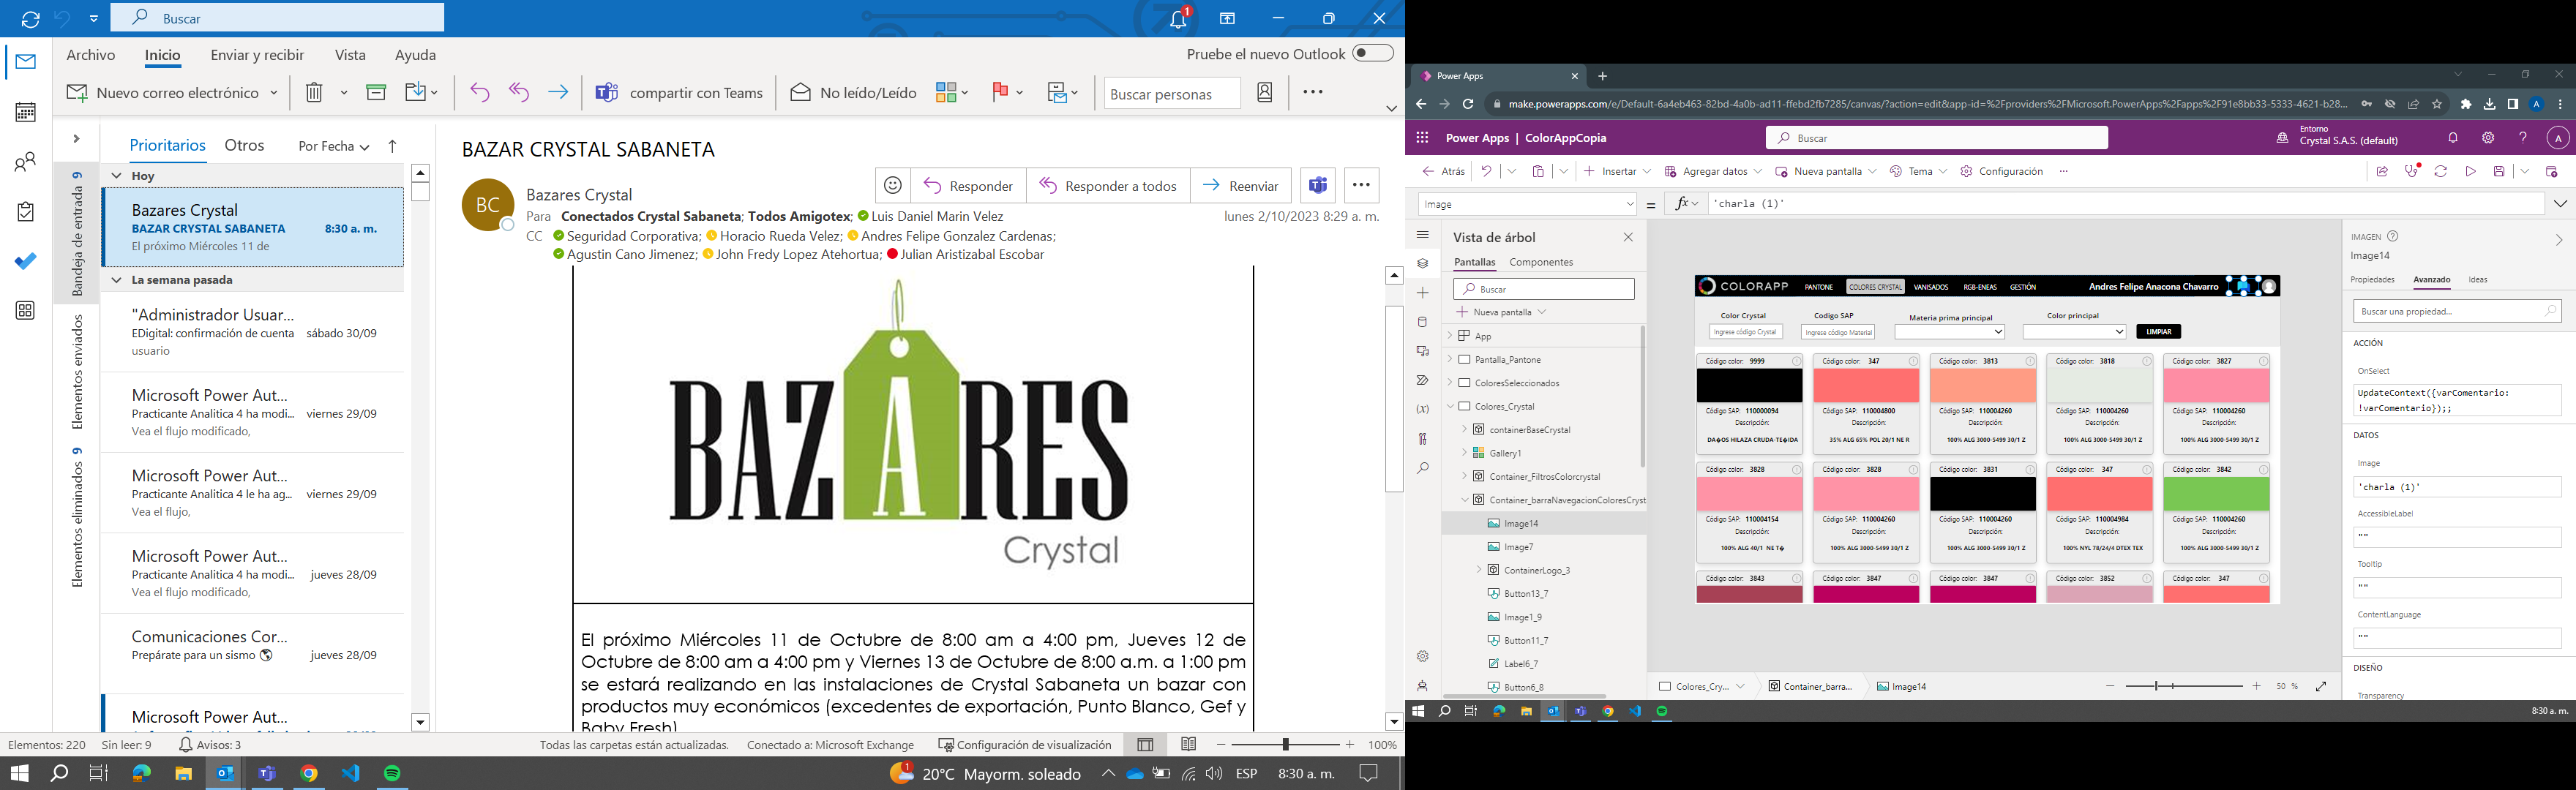 Buscar
1
Archivo Inicio Enviar y recibir Vista Ayuda
Pruebe el nuevo Outlook
Nuevo correo electrónico
compartir con Teams
No leído/Leído
Buscar personas
Bandeja de entrada 9
Elementos enviados
Elementos eliminados 9
Prioritarios Otros Por Fecha
Hoy
Bazares Crystal
BAZAR CRYSTAL SABANETA 8:30 a. m.
El próximo Miércoles 11 de
La semana pasada
"Administrador Usuar...
EDigital: confirmación de cuenta sábado 30/09
usuario
Microsoft Power Aut...
Practicante Analitica 4 ha modi... viernes 29/09
Vea el flujo modificado,
Microsoft Power Aut...
Practicante Analitica 4 le ha ag... viernes 29/09
Vea el flujo,
Microsoft Power Aut...
Practicante Analitica 4 ha modi... jueves 28/09
Vea el flujo modificado,
Comunicaciones Cor...
Prepárate para un sismo jueves 28/09
Microsoft Power Aut...
BAZAR CRYSTAL SABANETA
BC
Bazares Crystal
Responder Responder a todos Reenviar
Para Conectados Crystal Sabaneta; Todos Amigotex; Luis Daniel Marin Velez
lunes 2/10/2023 8:29 a. m.
CC Seguridad Corporativa; Horacio Rueda Velez; Andres Felipe Gonzalez Cardenas;
Agustin Cano Jimenez; John Fredy Lopez Atehortua; Julian Aristizabal Escobar
BAZARES
Crystal
El próximo Miércoles 11 de Octubre de 8:00 am a 4:00 pm, Jueves 12 de
Octubre de 8:00 am a 4:00 pm y Viernes 13 de Octubre de 8:00 a.m. a 1:00 pm
se estará realizando en las instalaciones de Crystal Sabaneta un bazar con
productos muy económicos (excedentes de exportación, Punto Blanco, Gef y
Baby Fresh)
Elementos: 220 Sin leer: 9 Avisos: 3
Todas las carpetas están actualizadas. Conectado a: Microsoft Exchange Configuración de visualización 100%
1 20°C Mayorm. soleado ESP 8:30 a. m.
Power Apps
make.powerapps.com/e/Default-6a4eb463-82bd-4a0b-ad11-ffebd2fb7285/canvas/?action=edit&app-id=%2Fproviders%2FMicrosoft.PowerApps%2Fapps%2F91e8bb33-5333-4621-b28...
A
Power Apps | ColorAppCopia
Buscar
Entorno
Crystal S.A.S. (default)
A
Atrás Insertar Agregar datos Nueva pantalla Tema Configuración
Image = fx 'charla (1)'
Vista de árbol
Pantallas Componentes
Buscar
Nueva pantalla
App
Pantalla_Pantone
ColoresSeleccionados
Colores_Crystal
containerBaseCrystal
Gallery1
Container_FiltrosColorcrystal
Container_barraNavegacionColoresCryst
Image14
Image7
ContainerLogo_3
Button13_7
Image1_9
Button11_7
Label6_7
Button6_8
COLORAPP PANTONE COLORES CRYSTAL VANISADOS RGB-ENEAS GESTIÓN Andres Felipe Anacona Chavarro
Color Crystal Codigo SAP Materia prima principal Color principal
Ingrese código Crystal Ingrese código Material LIMPIAR
Código color: 9999 Código color: 347 Código color: 3813 Código color: 3818 Código color: 3827
Código SAP: 110000094 Código SAP: 110004800 Código SAP: 110004260 Código SAP: 110004260 Código SAP: 110004260
Descripción: Descripción: Descripción: Descripción: Descripción:
DA�OS HILAZA CRUDA-TE�IDA 35% ALG 65% POL 20/1 NE R 100% ALG 3000-5499 30/1 Z 100% ALG 3000-5499 30/1 Z 100% ALG 3000-5499 30/1 Z
Código color: 3828 Código color: 3828 Código color: 3831 Código color: 347 Código color: 3842
Código SAP: 110004154 Código SAP: 110004260 Código SAP: 110004260 Código SAP: 110004984 Código SAP: 110004260
Descripción: Descripción: Descripción: Descripción: Descripción:
100% ALG 40/1 NE T� 100% ALG 3000-5499 30/1 Z 100% ALG 3000-5499 30/1 Z 100% NYL 78/24/4 DTEX TEX 100% ALG 3000-5499 30/1 Z
Código color: 3843 Código color: 3847 Código color: 3847 Código color: 3852 Código color: 347
Colores_Cry... Container_barra... Image14 50 %
IMAGEN
Image14
Propiedades Avanzado Ideas
Buscar una propiedad...
ACCIÓN
OnSelect
UpdateContext({varComentario:
!varComentario});;
DATOS
Image
'charla (1)'
AccessibleLabel
""
Tooltip
""
ContentLanguage
""
DISEÑO
Transparency
8:30 a. m.